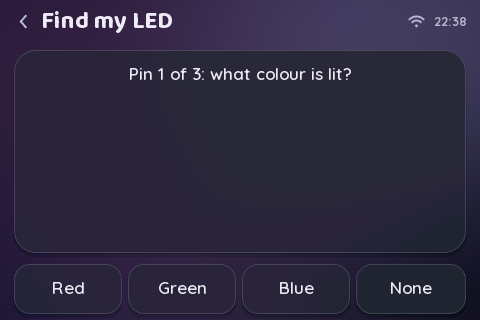 Find my LED
22:38
Pin 1 of 3: what colour is lit?
Red
Green
Blue
None